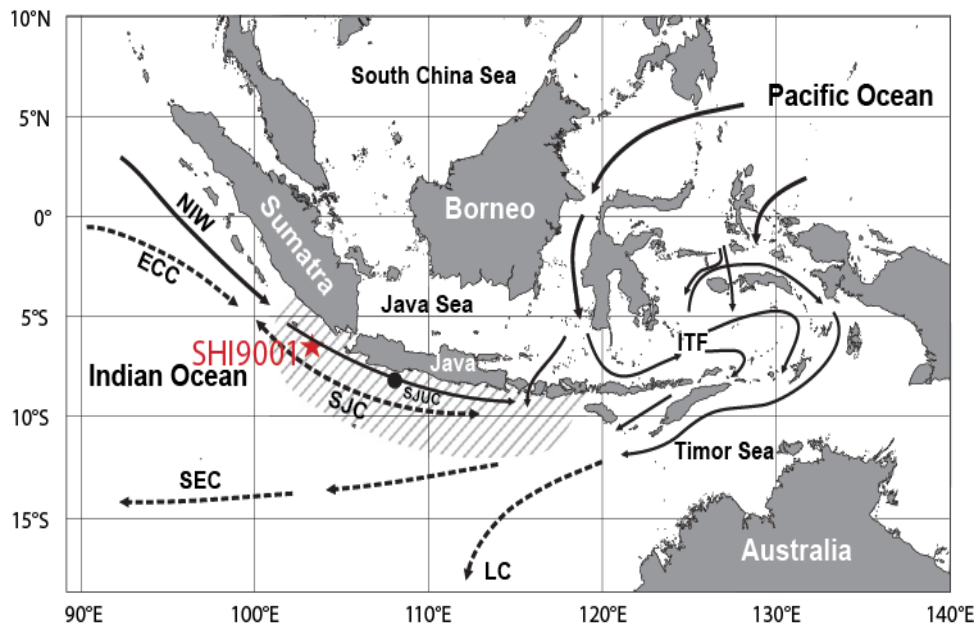 10°N
5°N
0°
5°S
10°S
15°S
South China Sea
Pacific Ocean
Borneo
Sumatra
NIW
ECC
Java Sea
SHI9001
Java
ITF
Indian Ocean
SJC
SJUC
Timor Sea
SEC
LC
Australia
90°E
100°E
110°E
120°E
130°E
140°E